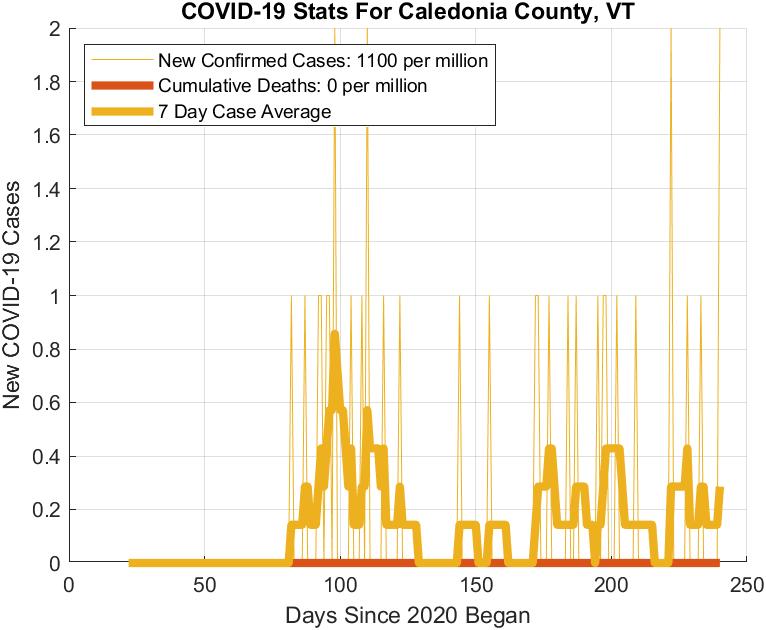 COVID-19 Stats For Caledonia County, VT
New Confirmed Cases: 1100 per million
Cumulative Deaths: 0 per million
7 Day Case Average
New COVID-19 Cases
2
1.8
1.6
1.4
1.2
1
0.8
0.6
0.4
0.2
0
0 50 100 150 200 250
Days Since 2020 Began